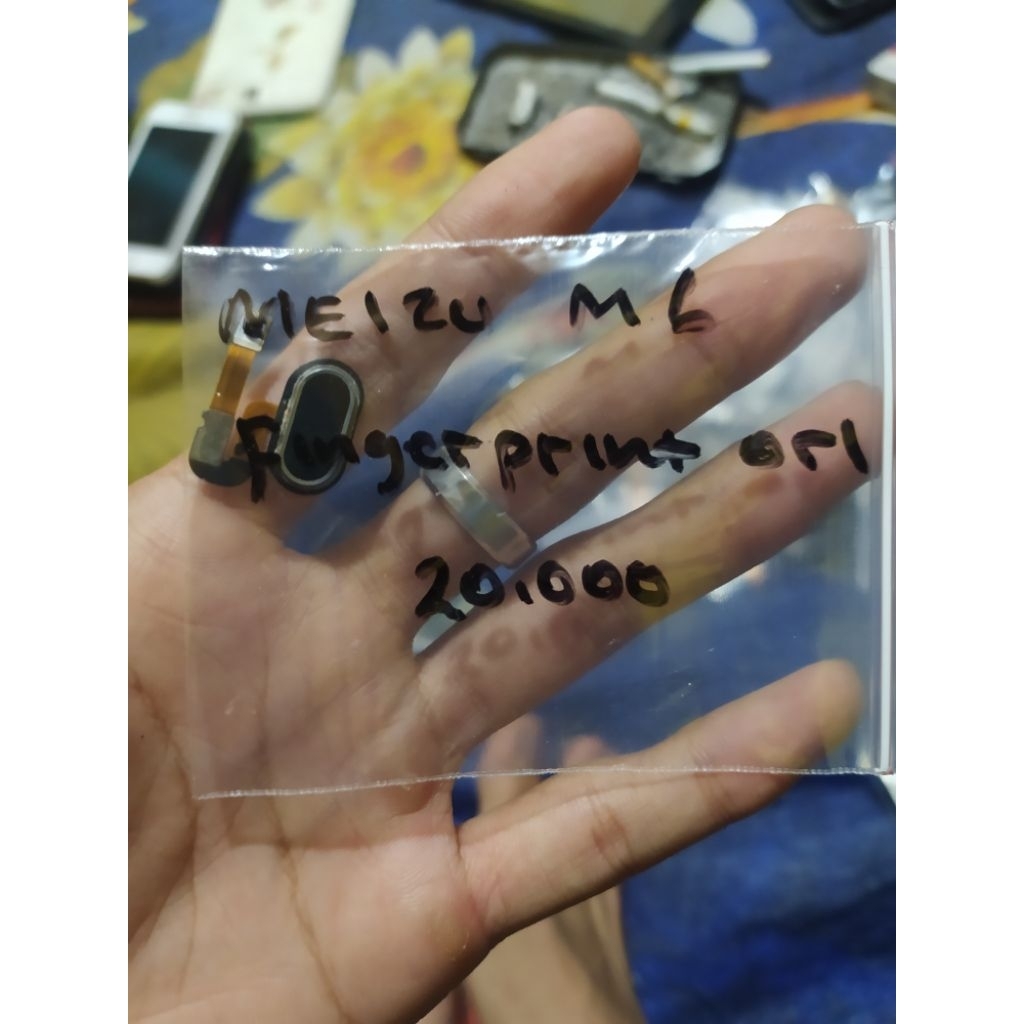 MEIZU M6
Fingerprint ori
20.000